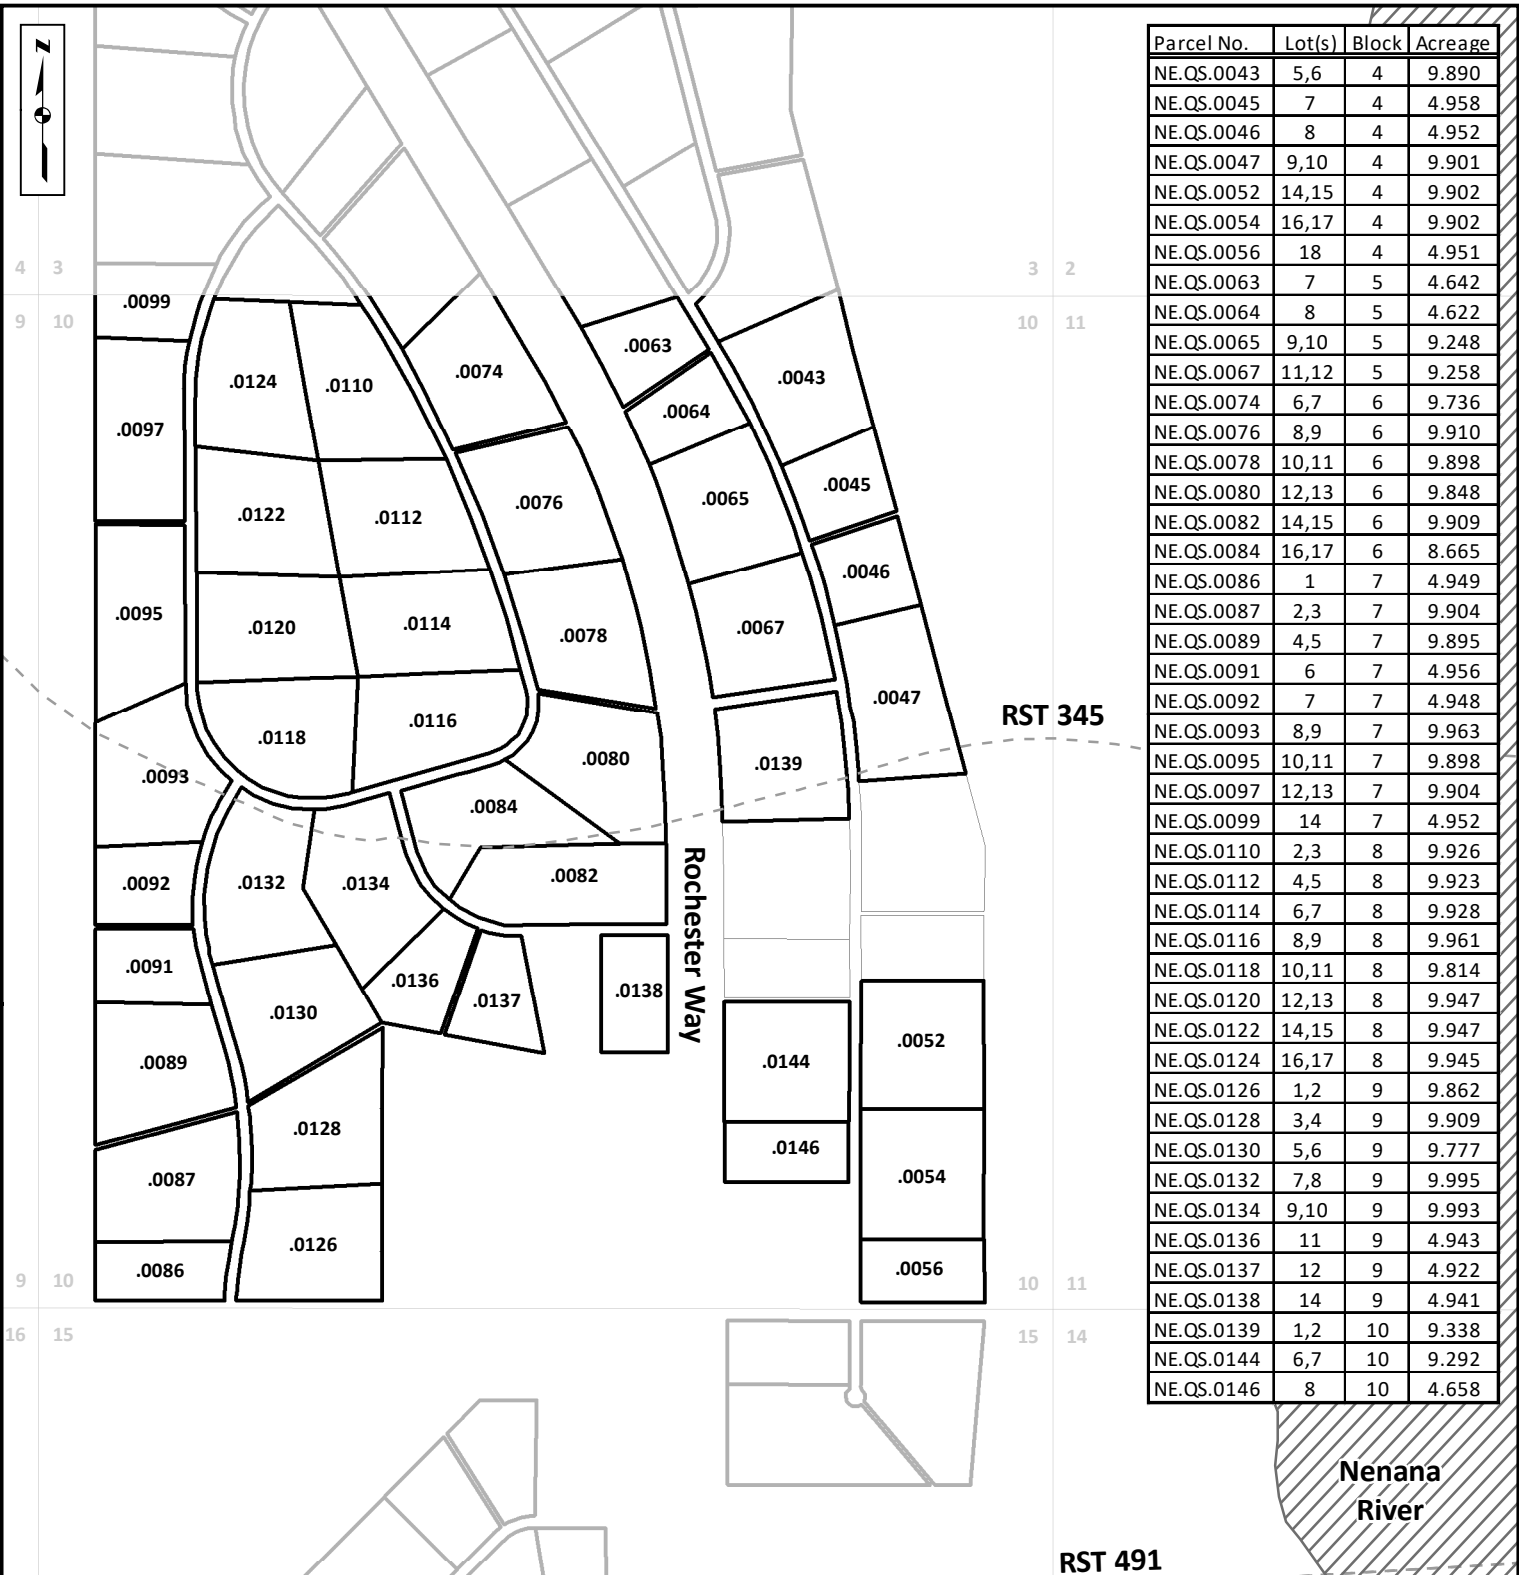 N
Parcel No. Lot(s) Block Acreage
NE.QS.0043 5,6 4 9.890
NE.QS.0045 7 4 4.958
NE.QS.0046 8 4 4.952
NE.QS.0047 9,10 4 9.901
NE.QS.0052 14,15 4 9.902
NE.QS.0054 16,17 4 9.902
NE.QS.0056 18 4 4.951
NE.QS.0063 7 5 4.642
NE.QS.0064 8 5 4.622
NE.QS.0065 9,10 5 9.248
NE.QS.0067 11,12 5 9.258
NE.QS.0074 6,7 6 9.736
NE.QS.0076 8,9 6 9.910
NE.QS.0078 10,11 6 9.898
NE.QS.0080 12,13 6 9.848
NE.QS.0082 14,15 6 9.909
NE.QS.0084 16,17 6 8.665
NE.QS.0086 1 7 4.949
NE.QS.0087 2,3 7 9.904
NE.QS.0089 4,5 7 9.895
NE.QS.0091 6 7 4.956
NE.QS.0092 7 7 4.948
NE.QS.0093 8,9 7 9.963
NE.QS.0095 10,11 7 9.898
NE.QS.0097 12,13 7 9.904
NE.QS.0099 14 7 4.952
NE.QS.0110 2,3 8 9.926
NE.QS.0112 4,5 8 9.923
NE.QS.0114 6,7 8 9.928
NE.QS.0116 8,9 8 9.961
NE.QS.0118 10,11 8 9.814
NE.QS.0120 12,13 8 9.947
NE.QS.0122 14,15 8 9.947
NE.QS.0124 16,17 8 9.945
NE.QS.0126 1,2 9 9.862
NE.QS.0128 3,4 9 9.909
NE.QS.0130 5,6 9 9.777
NE.QS.0132 7,8 9 9.995
NE.QS.0134 9,10 9 9.993
NE.QS.0136 11 9 4.943
NE.QS.0137 12 9 4.922
NE.QS.0138 14 9 4.941
NE.QS.0139 1,2 10 9.338
NE.QS.0144 6,7 10 9.292
NE.QS.0146 8 10 4.658
4 3
3 2
9 10
10 11
.0099
.0063
.0124
.0110
.0074
.0043
.0064
.0097
.0045
.0065
.0076
.0122
.0112
.0046
.0095
.0120
.0114
.0078
.0067
.0047
RST 345
.0116
.0118
.0080
.0139
.0093
.0084
.0092
.0132
.0134
.0082
Rochester Way
.0091
.0136
.0137
.0138
.0130
.0052
.0089
.0144
.0128
.0146
.0087
.0054
.0126
.0086
.0056
9 10
10 11
16 15
15 14
Nenana
River
RST 491